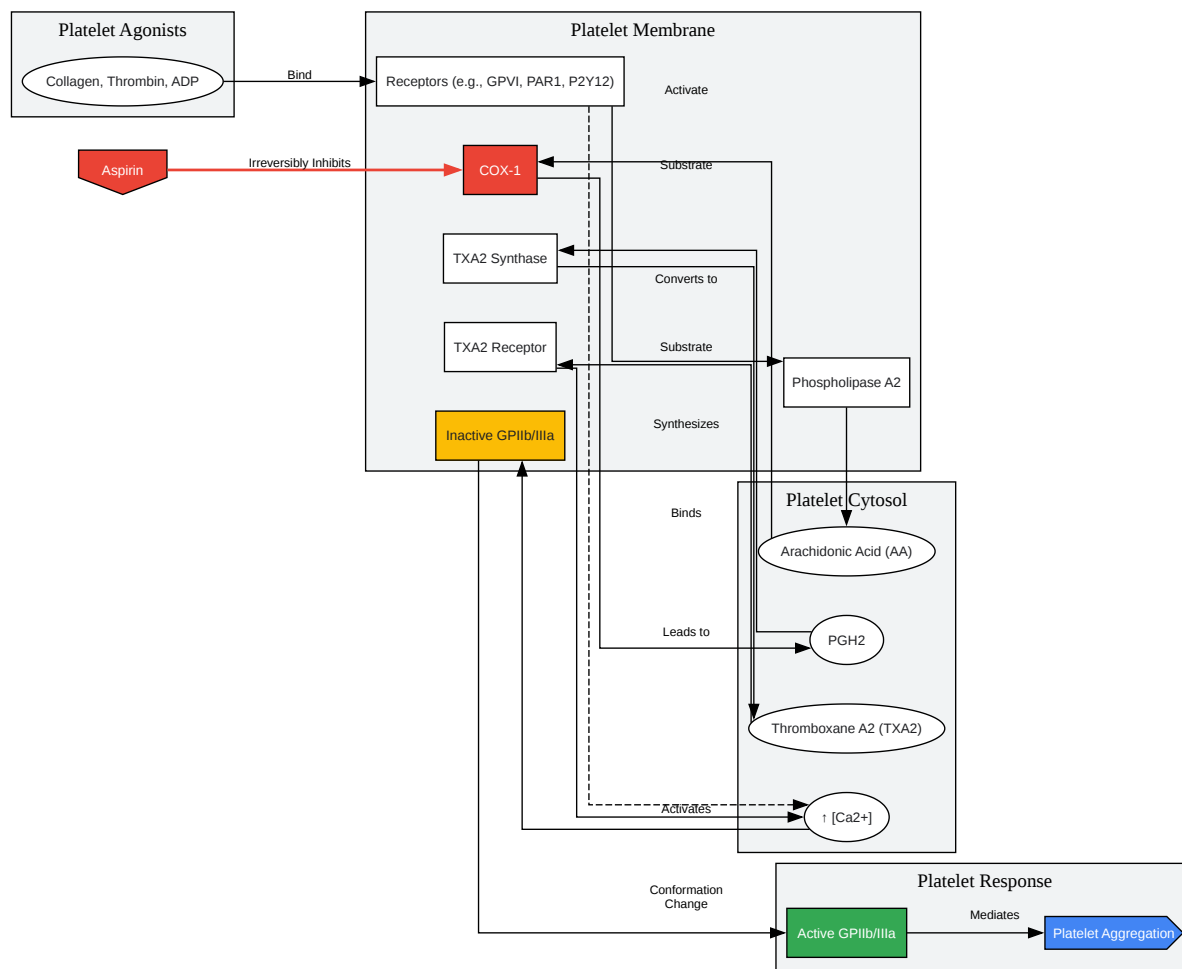 Platelet Agonists
Platelet Membrane
Collagen, Thrombin, ADP
Bind
Receptors (e.g., GPVI, PAR1, P2Y12)
Activate
Aspirin
Irreversibly Inhibits
COX-1
Substrate
TXA2 Synthase
Converts to
TXA2 Receptor
Substrate
Phospholipase A2
Inactive GPIIb/IIIa
Synthesizes
Platelet Cytosol
Binds
Arachidonic Acid (AA)
Leads to
PGH2
Thromboxane A2 (TXA2)
Activates
↑ [Ca2+]
Platelet Response
Conformation
Change
Active GPIIb/IIIa
Mediates
Platelet Aggregation